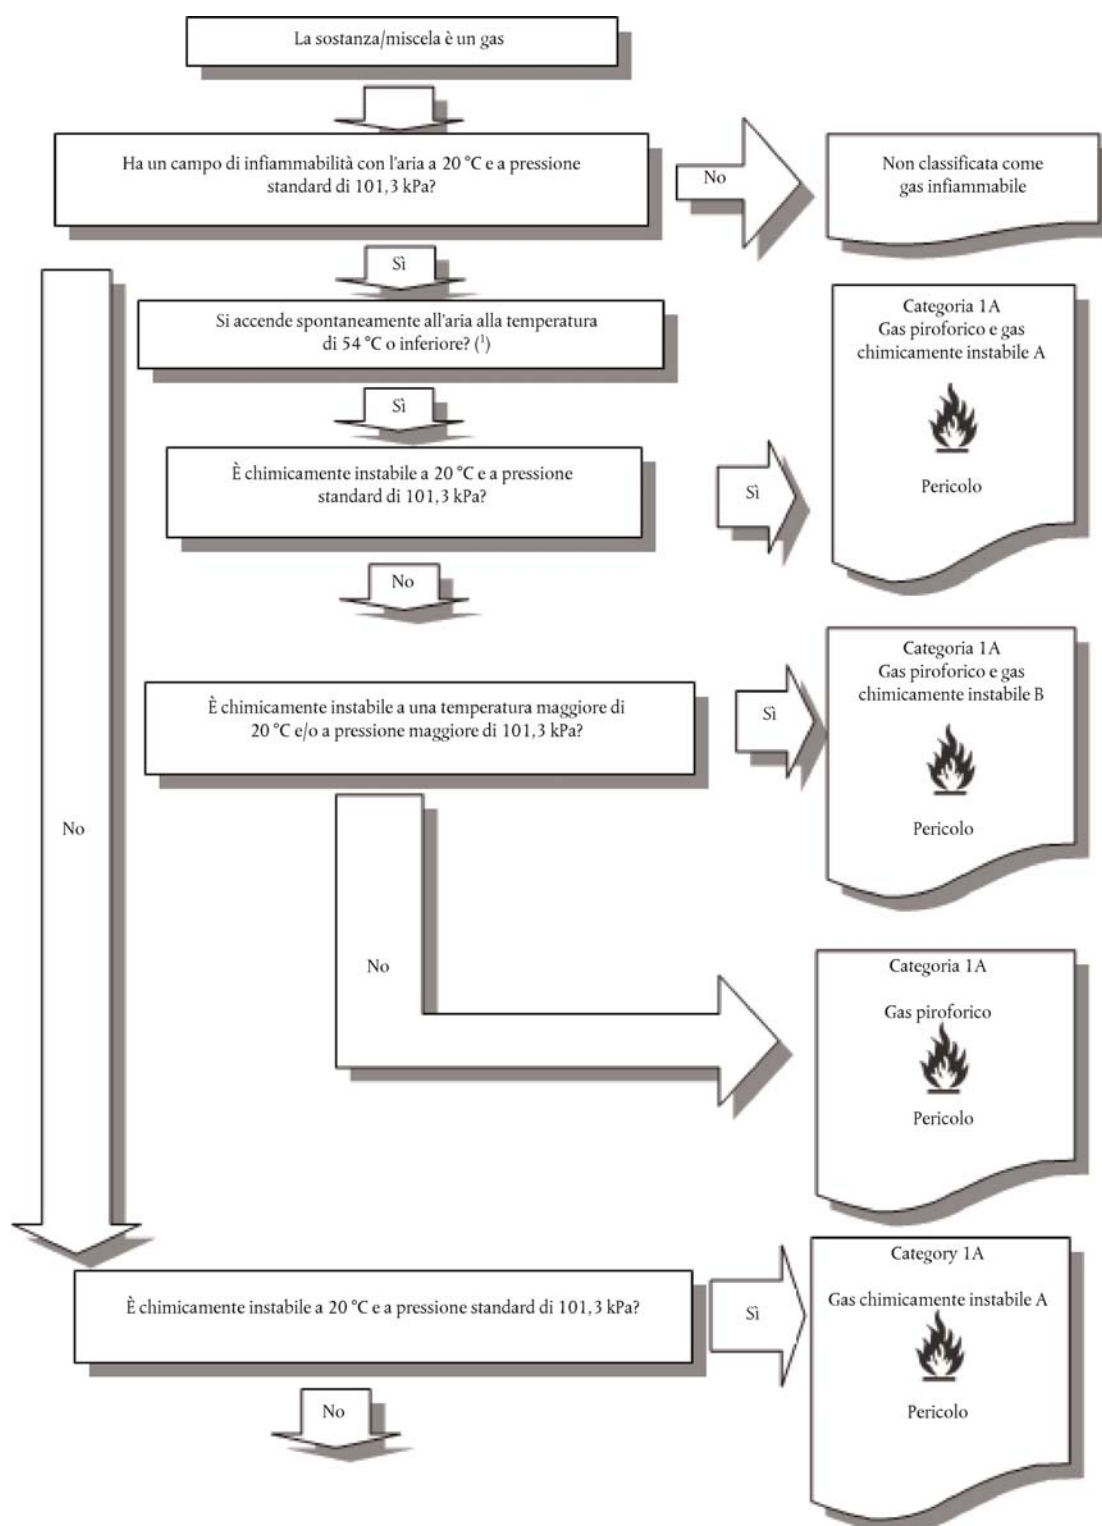 La sostanza/miscela è un gas
Ha un campo di infiammabilità con l'aria a 20 °C e a pressione
standard di 101,3 kPa?
No
Non classificata come
gas infiammabile
Sì
Si accende spontaneamente all'aria alla temperatura
di 54 °C o inferiore? (¹)
Categoria 1A
Gas piroforico e gas
chimicamente instabile A
Pericolo
Sì
È chimicamente instabile a 20 °C e a pressione
standard di 101,3 kPa?
Sì
No
È chimicamente instabile a una temperatura maggiore di
20 °C e/o a pressione maggiore di 101,3 kPa?
Sì
Categoria 1A
Gas piroforico e gas
chimicamente instabile B
Pericolo
No
No
Categoria 1A
Gas piroforico
Pericolo
È chimicamente instabile a 20 °C e a pressione standard di 101,3 kPa?
Sì
Category 1A
Gas chimicamente instabile A
Pericolo
No